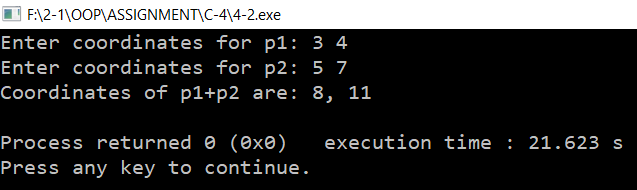 F:\2-1\OOP\ASSIGNMENT\C-4\4-2.exe
Enter coordinates for p1: 3 4
Enter coordinates for p2: 5 7
Coordinates of p1+p2 are: 8, 11
Process returned 0 (0x0)   execution time : 21.623 s
Press any key to continue.